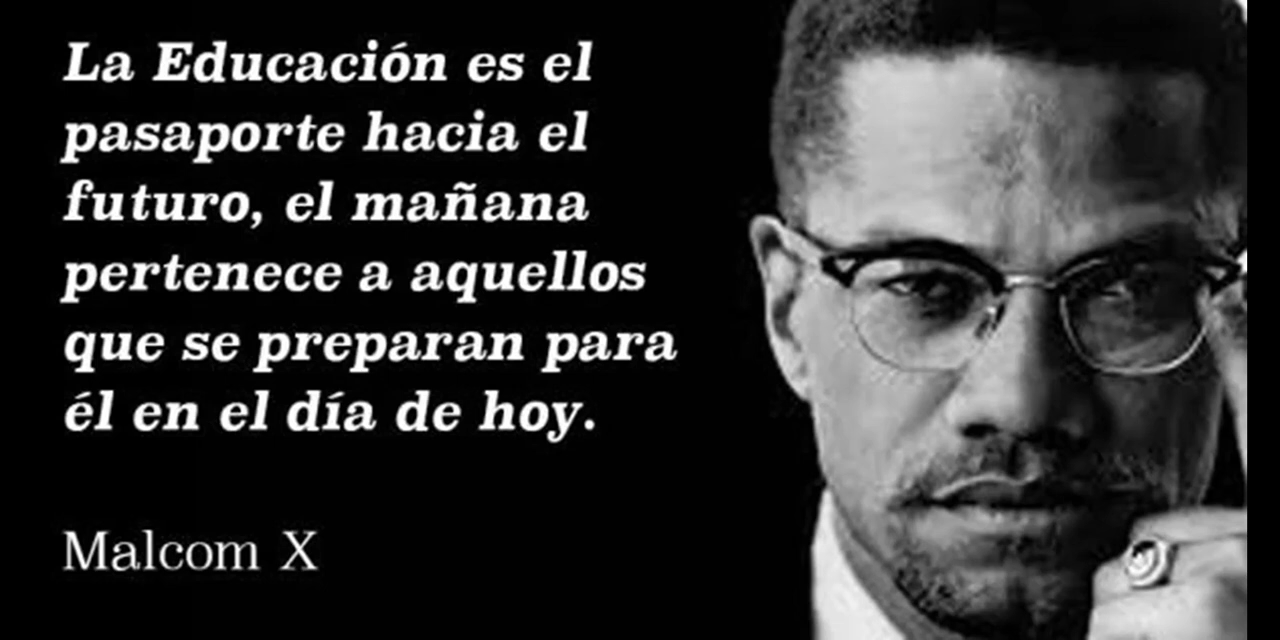 La Educación es el
pasaporte hacia el
futuro, el mañana
pertenece a aquellos
que se preparan para
él en el día de hoy.
Malcom X